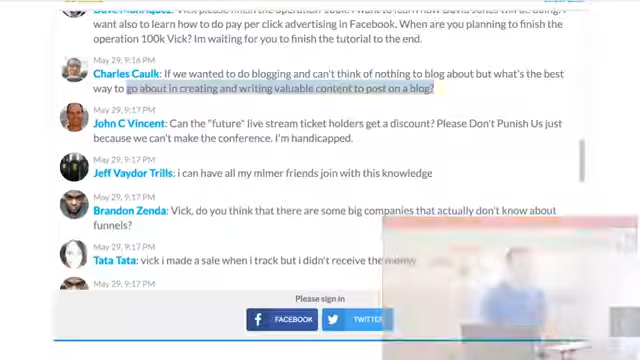 Vick please finish the operation 100k I want to learn how David Jones will be doing. I
want also to learn how to do pay per click advertising in Facebook. When are you planning to finish the
operation 100k Vick? Im waiting for you to finish the tutorial to the end.
May 29, 9:16 PM
Charles Caulk: If we wanted to do blogging and can't think of nothing to blog about but what's the best
way to go about in creating and writing valuable content to post on a blog?
May 29, 9:17 PM
John C Vincent: Can the "future" live stream ticket holders get a discount? Please Don't Punish Us just
because we can't make the conference. I'm handicapped.
May 29, 9:17 PM
Jeff Vaydor Trills: i can have all my mlmer friends join with this knowledge
May 29, 9:17 PM
Brandon Zenda: Vick, do you think that there are some big companies that actually don't know about
funnels?
May 29, 9:17 PM
Tata Tata: vick i made a sale when i track but i didn't receive the
May 29, 9:17 PM
Please sign in
f FACEBOOK
TWITTER